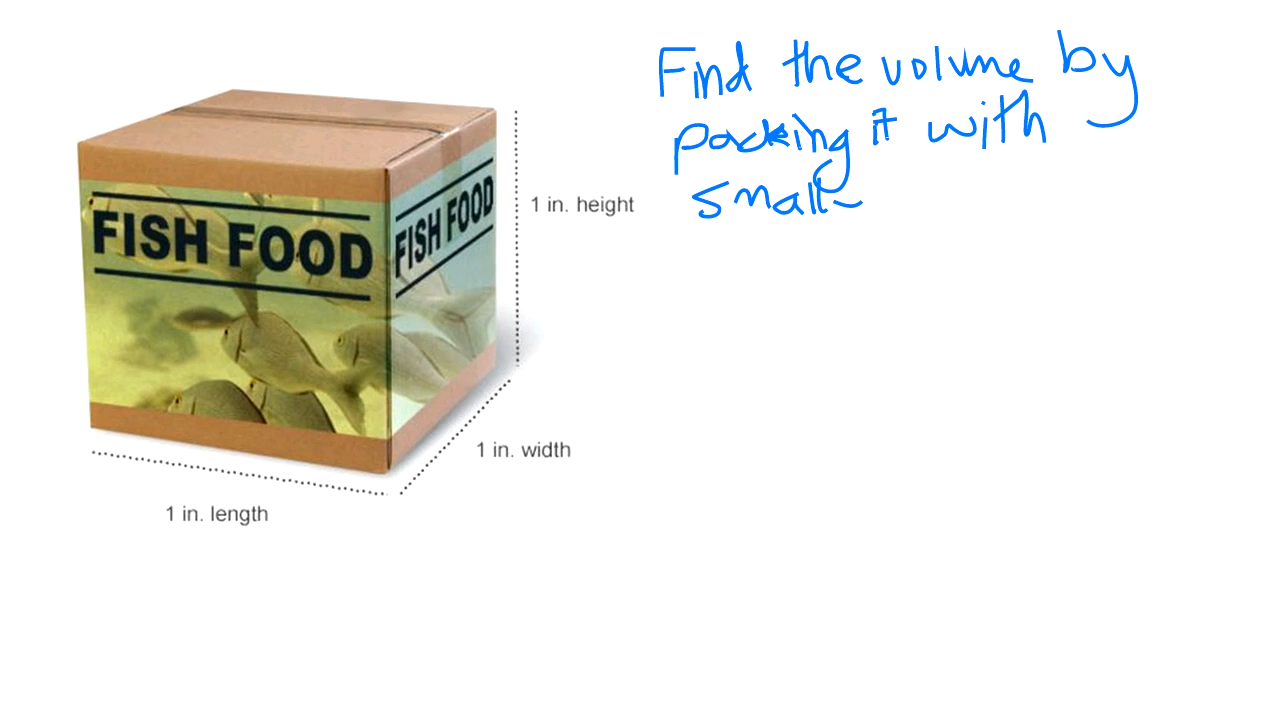 Find the volume by
packing it with
small
FISH FOOD
FISH FOOD
1 in. height
1 in. width
1 in. length